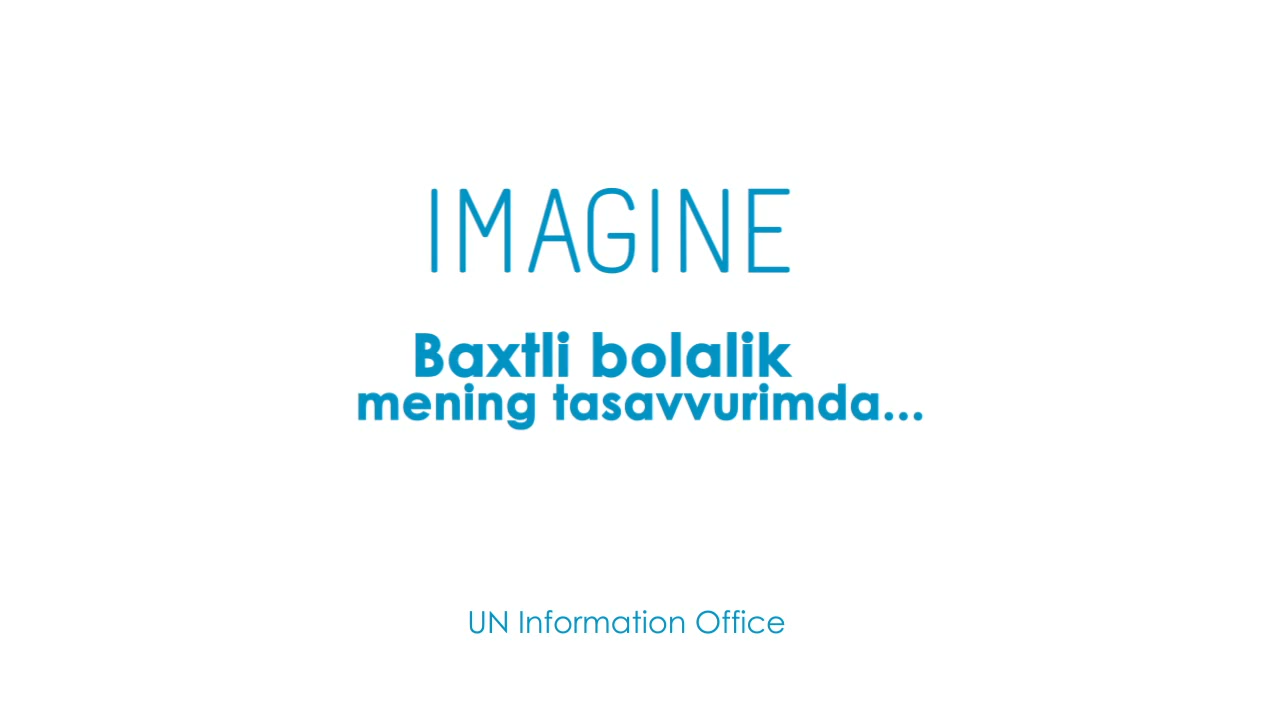 IMAGINE
Baxtli bolalik
mening tasavvurimda...
UN Information Office